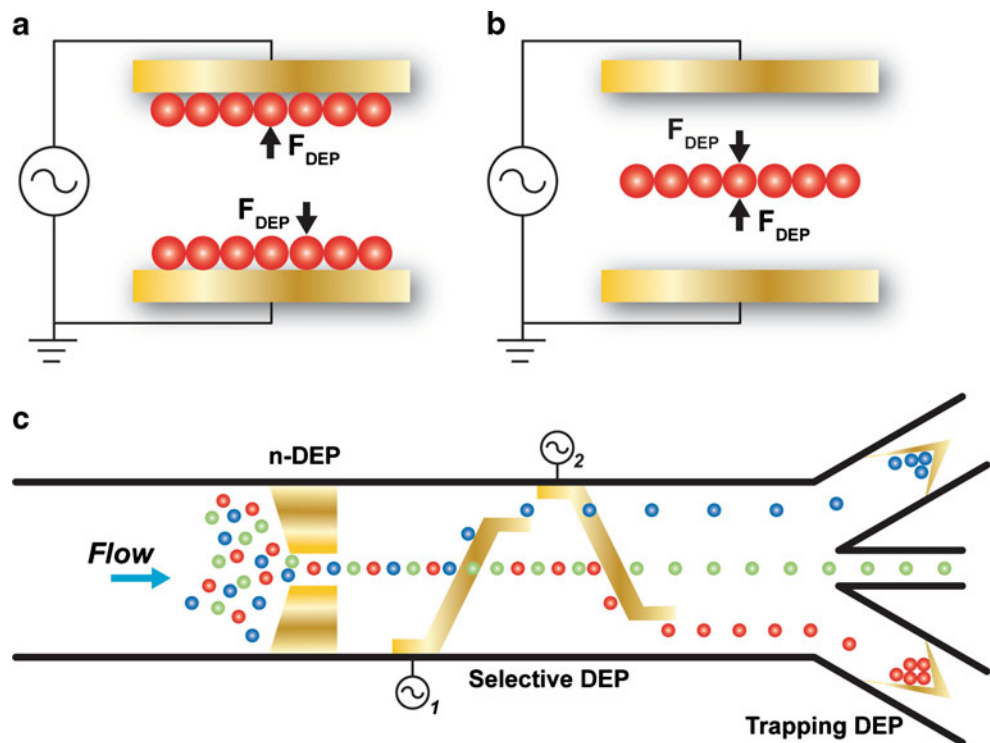 a
F_DEP
F_DEP
b
F_DEP
F_DEP
c
n-DEP
2
Flow
1
Selective DEP
Trapping DEP